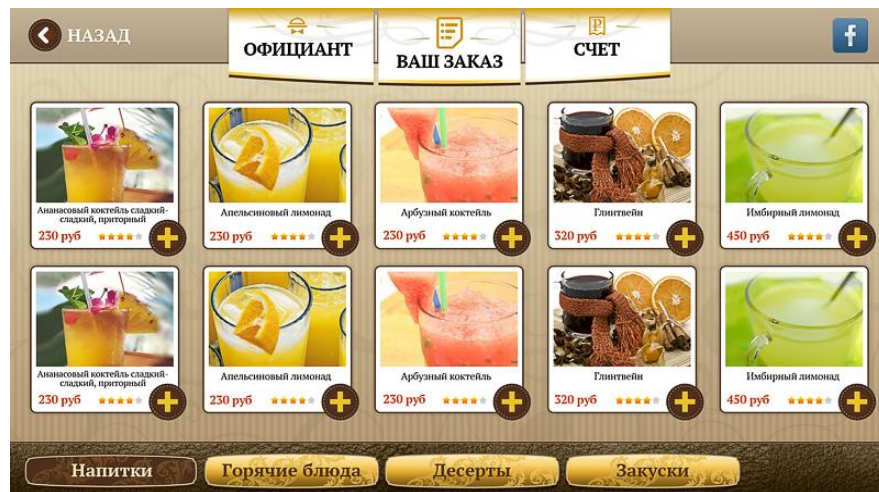 НАЗАД
ОФИЦИАНТ
ВАШ ЗАКАЗ
СЧЕТ
f
Ананасовый коктейль сладкий-
сладкий, приторный
230 руб
Апельсиновый лимонад
230 руб
Арбузный коктейль
230 руб
Глинтвейн
320 руб
Имбирный лимонад
450 руб
Ананасовый коктейль сладкий-
сладкий, приторный
230 руб
Апельсиновый лимонад
230 руб
Арбузный коктейль
230 руб
Глинтвейн
320 руб
Имбирный лимонад
450 руб
Напитки
Горячие блюда
Десерты
Закуски